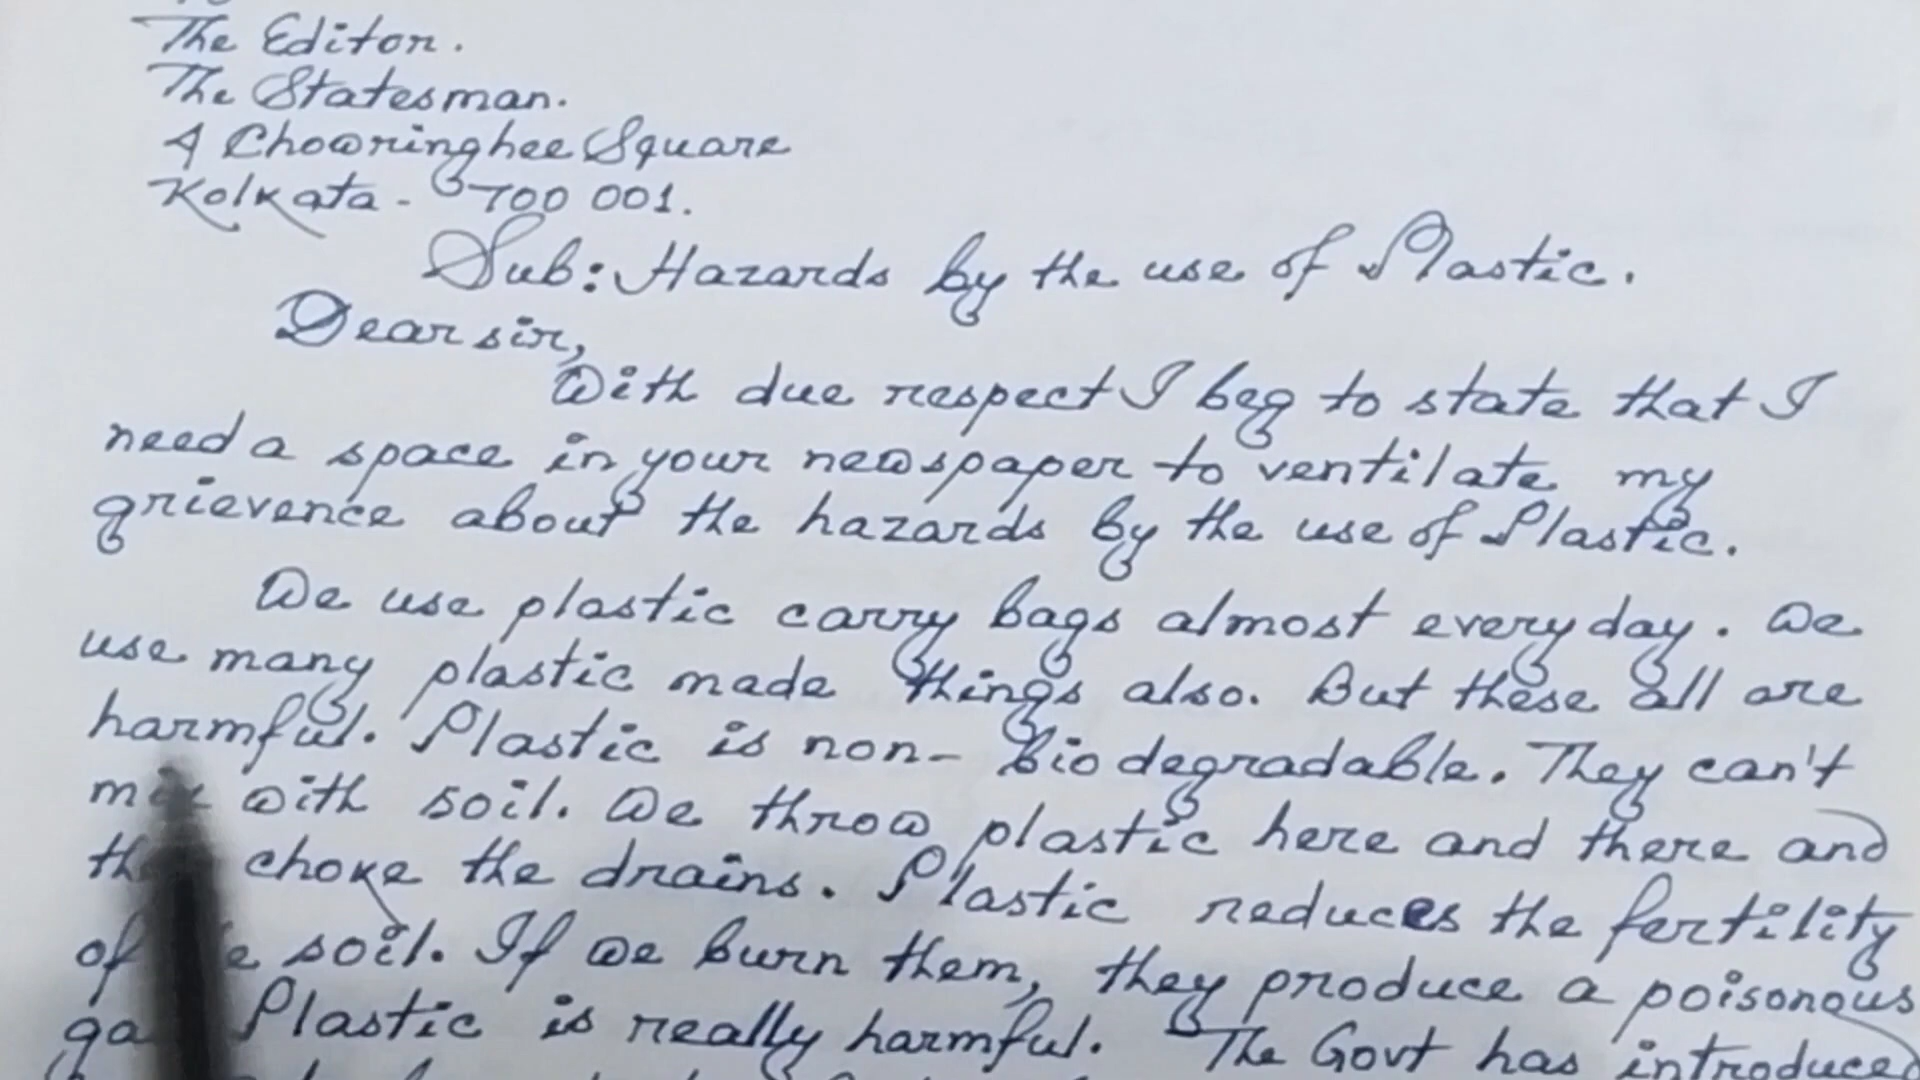 The Editor.
The Statesman.
4 Chowringhee Square
Kolkata - 700 001.
Sub: Hazards by the use of Plastic.
Dear sir,
With due respect I beg to state that I
need a space in your newspaper to ventilate my
grievence about the hazards by the use of Plastic.
We use plastic carry bags almost everyday. We
use many plastic made things also. But these all are
harmful. Plastic is non-biodegradable. They can't
mix with soil. We throw plastic here and there and
choke the drains. Plastic reduces the fertility
of soil. If we burn them, they produce a poisonous
Plastic is really harmful. The Govt has introduced